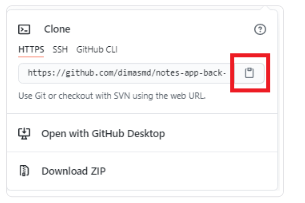 Clone
HTTPS SSH GitHub CLI
https://github.com/dimasmd/notes-app-back-
Use Git or checkout with SVN using the web URL.
Open with GitHub Desktop
Download ZIP